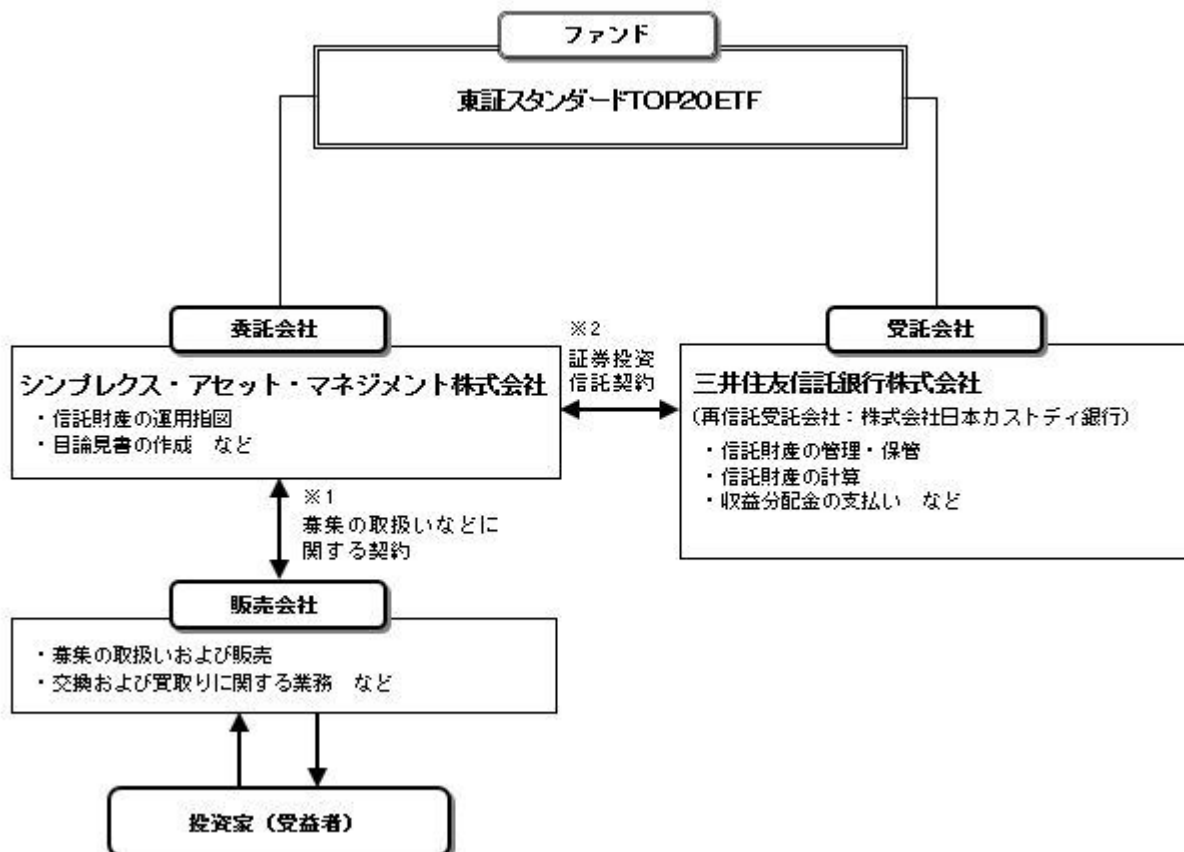 ファンド
東証スタンダードTOP20ETF
委託会社
シンプレクス・アセット・マネジメント株式会社
・信託財産の運用指図
・目論見書の作成　など
※2
証券投資
信託契約
受託会社
三井住友信託銀行株式会社
(再信託受託会社：株式会社日本カストディ銀行)
・信託財産の管理・保管
・信託財産の計算
・収益分配金の支払い　など
※1
募集の取扱いなどに
関する契約
販売会社
・募集の取扱いおよび販売
・交換および買取りに関する業務　など
投資家（受益者）